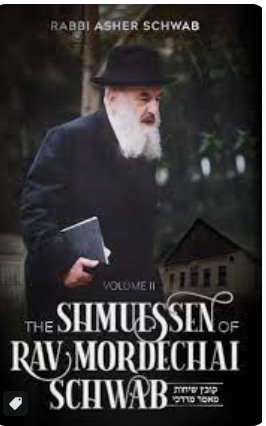 RABBI ASHER SCHWAB
VOLUME II
THE SHMUESSEN OF
RAV MORDECHAI
SCHWAB
קובץ שיחות
מאמר מרדכי